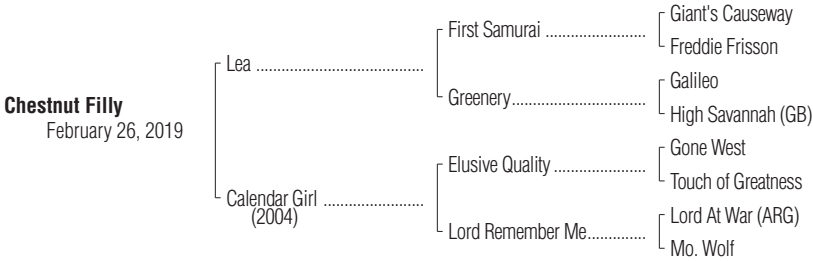 Giant's Causeway
First Samurai ........................
Freddie Frisson
Lea ........................................
Galileo
Greenery................................
High Savannah (GB)
Chestnut Filly
February 26, 2019
Gone West
Elusive Quality ......................
Touch of Greatness
Calendar Girl ........................
(2004)
Lord At War (ARG)
Lord Remember Me..............
Mo. Wolf